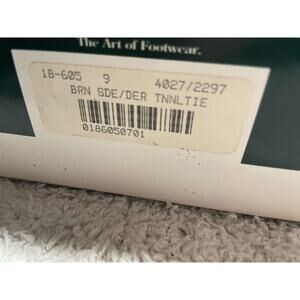 The Art of Footwear.
18-605 9 4027/2297
BRN SDE/DER TNNLTIE
0186050701